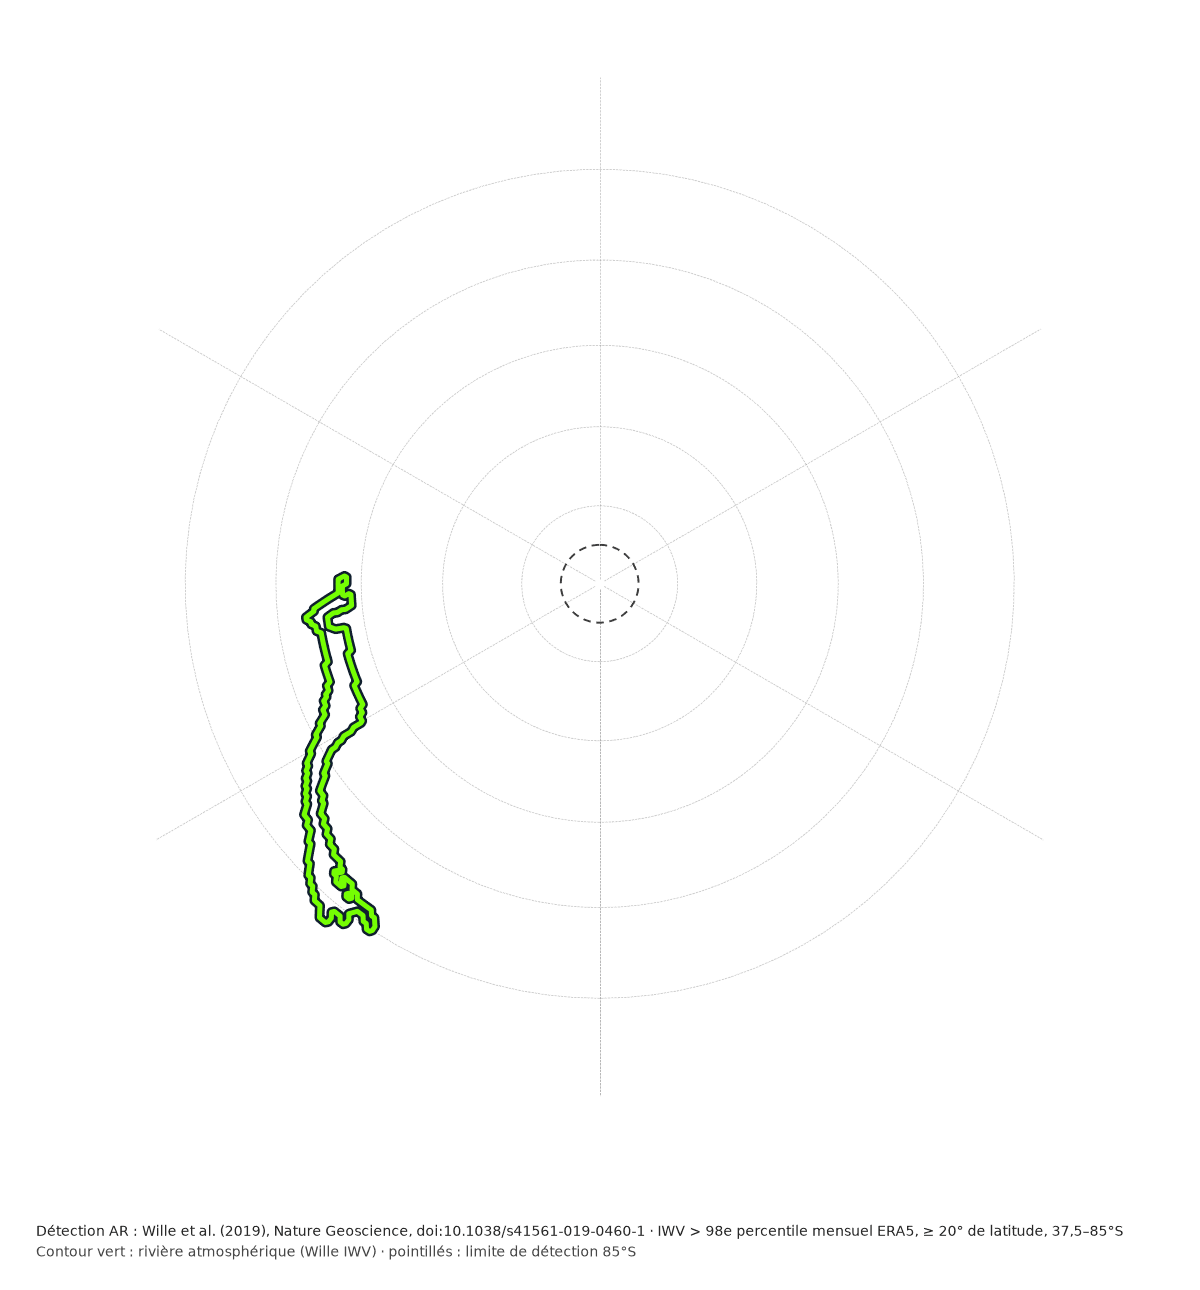 Détection AR : Wille et al. (2019), Nature Geoscience, doi:10.1038/s41561-019-0460-1 · IWV > 98e percentile mensuel ERA5, ≥ 20° de latitude, 37,5–85°S
Contour vert : rivière atmosphérique (Wille IWV) · pointillés : limite de détection 85°S